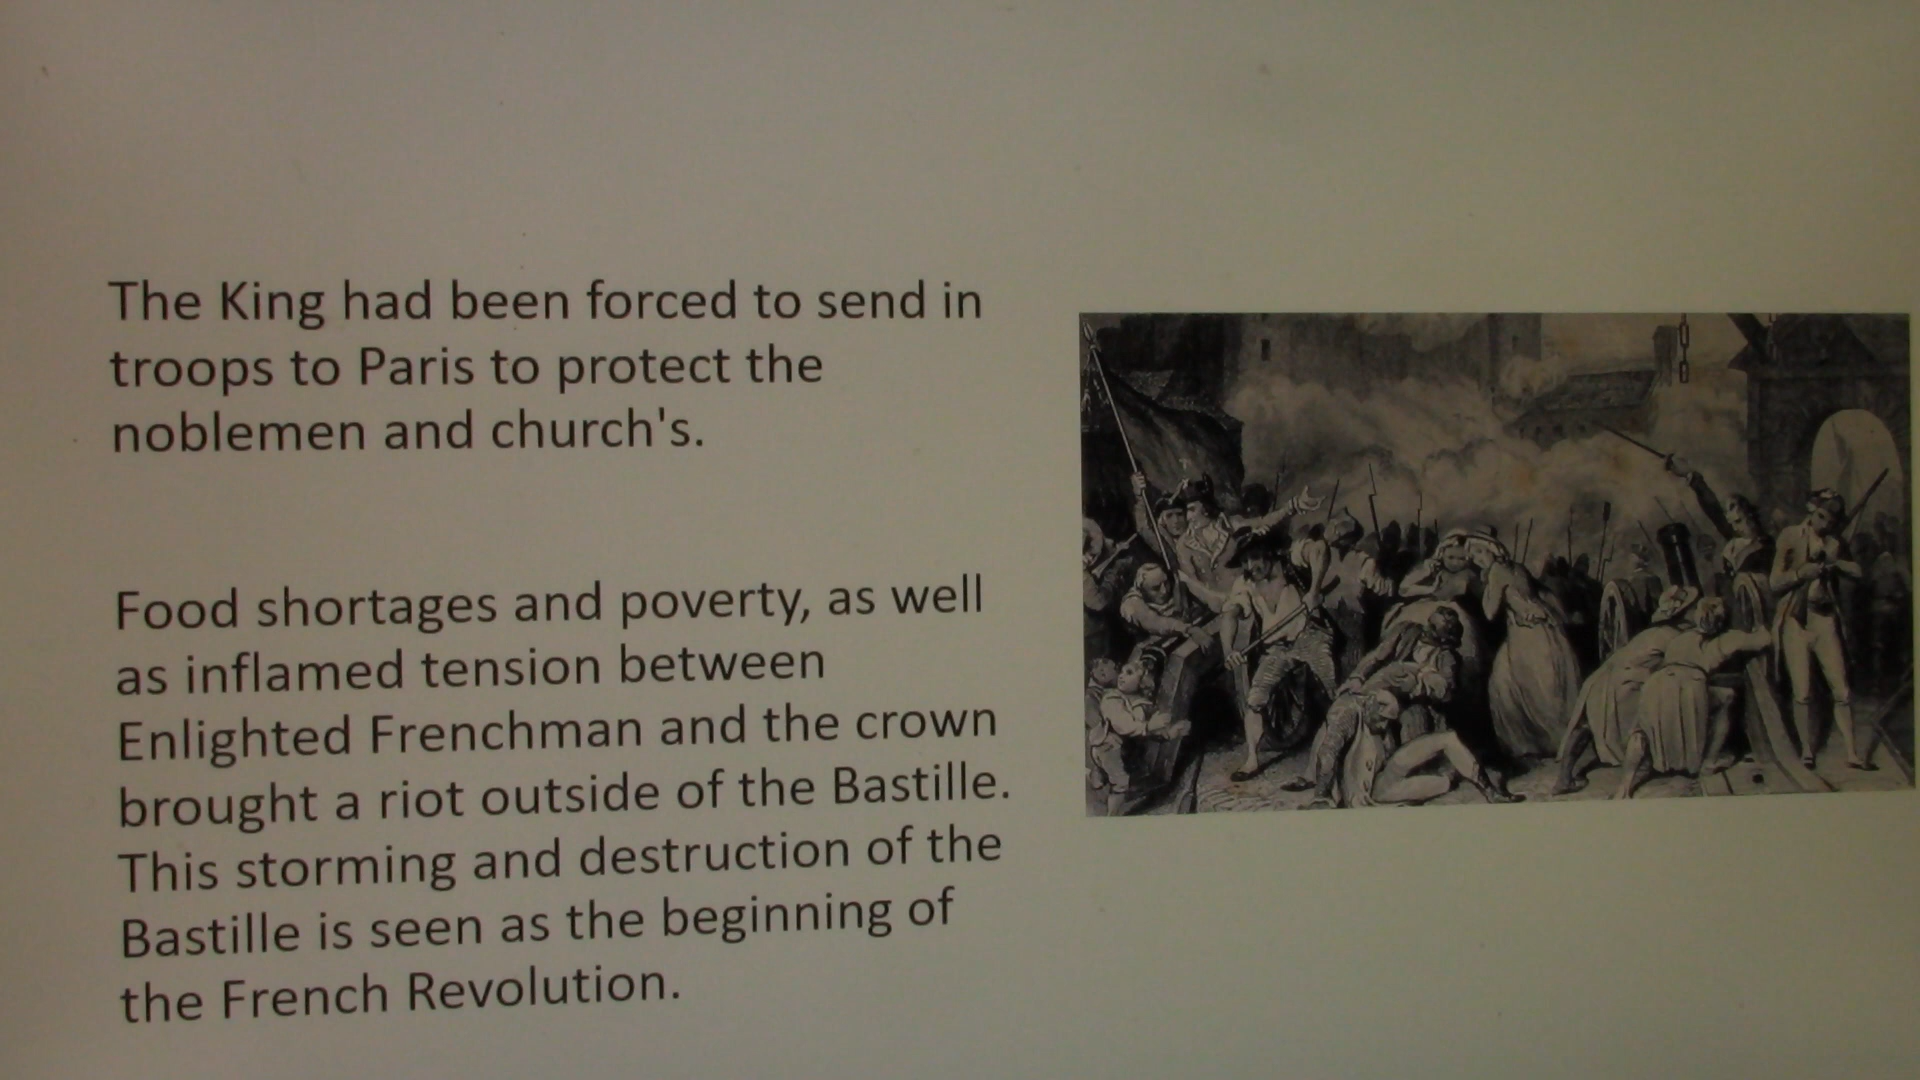 The King had been forced to send in
troops to Paris to protect the
noblemen and church's.
Food shortages and poverty, as well
as inflamed tension between
Enlighted Frenchman and the crown
brought a riot outside of the Bastille.
This storming and destruction of the
Bastille is seen as the beginning of
the French Revolution.